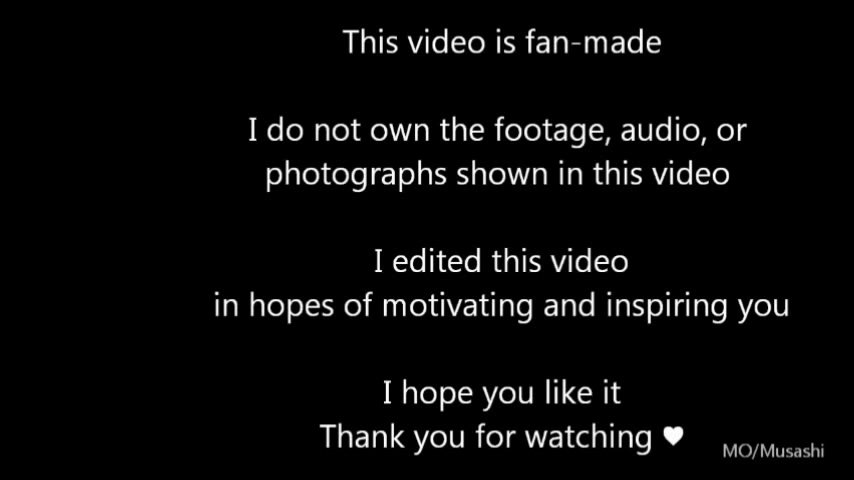 This video is fan-made
I do not own the footage, audio, or
photographs shown in this video
I edited this video
in hopes of motivating and inspiring you
I hope you like it
Thank you for watching ♥
MO/Musashi